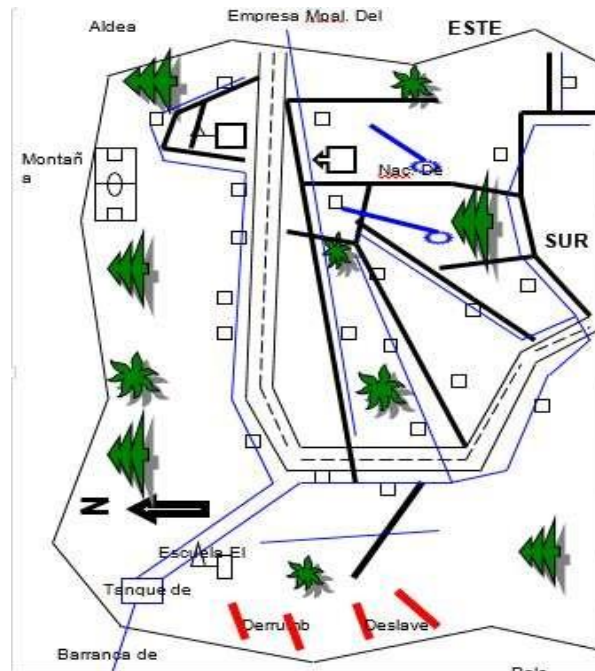 Empresa Mpal. Del
Aldea
ESTE
Montañ
a
Nac. De
SUR
N
Escuela El
Tanque de
Derrumb
Deslave
Barranca de